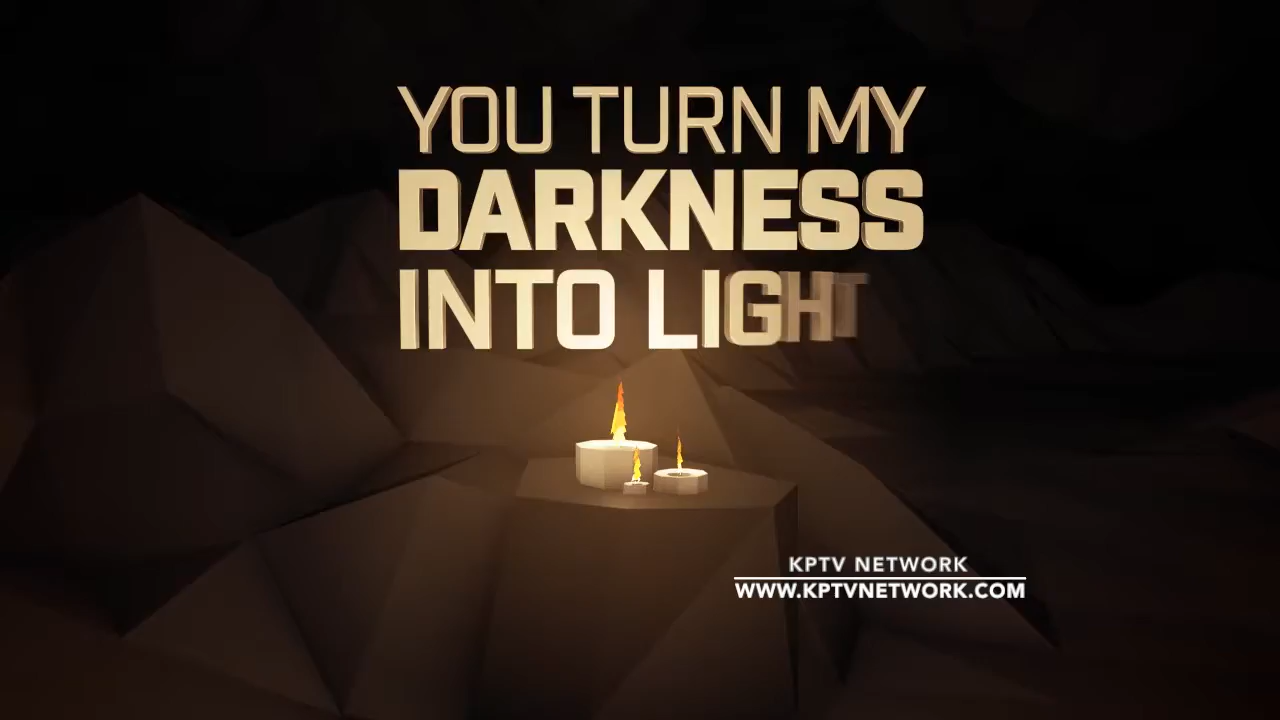 YOU TURN MY
DARKNESS
INTO LIGHT
KPTV NETWORK
WWW.KPTVNETWORK.COM